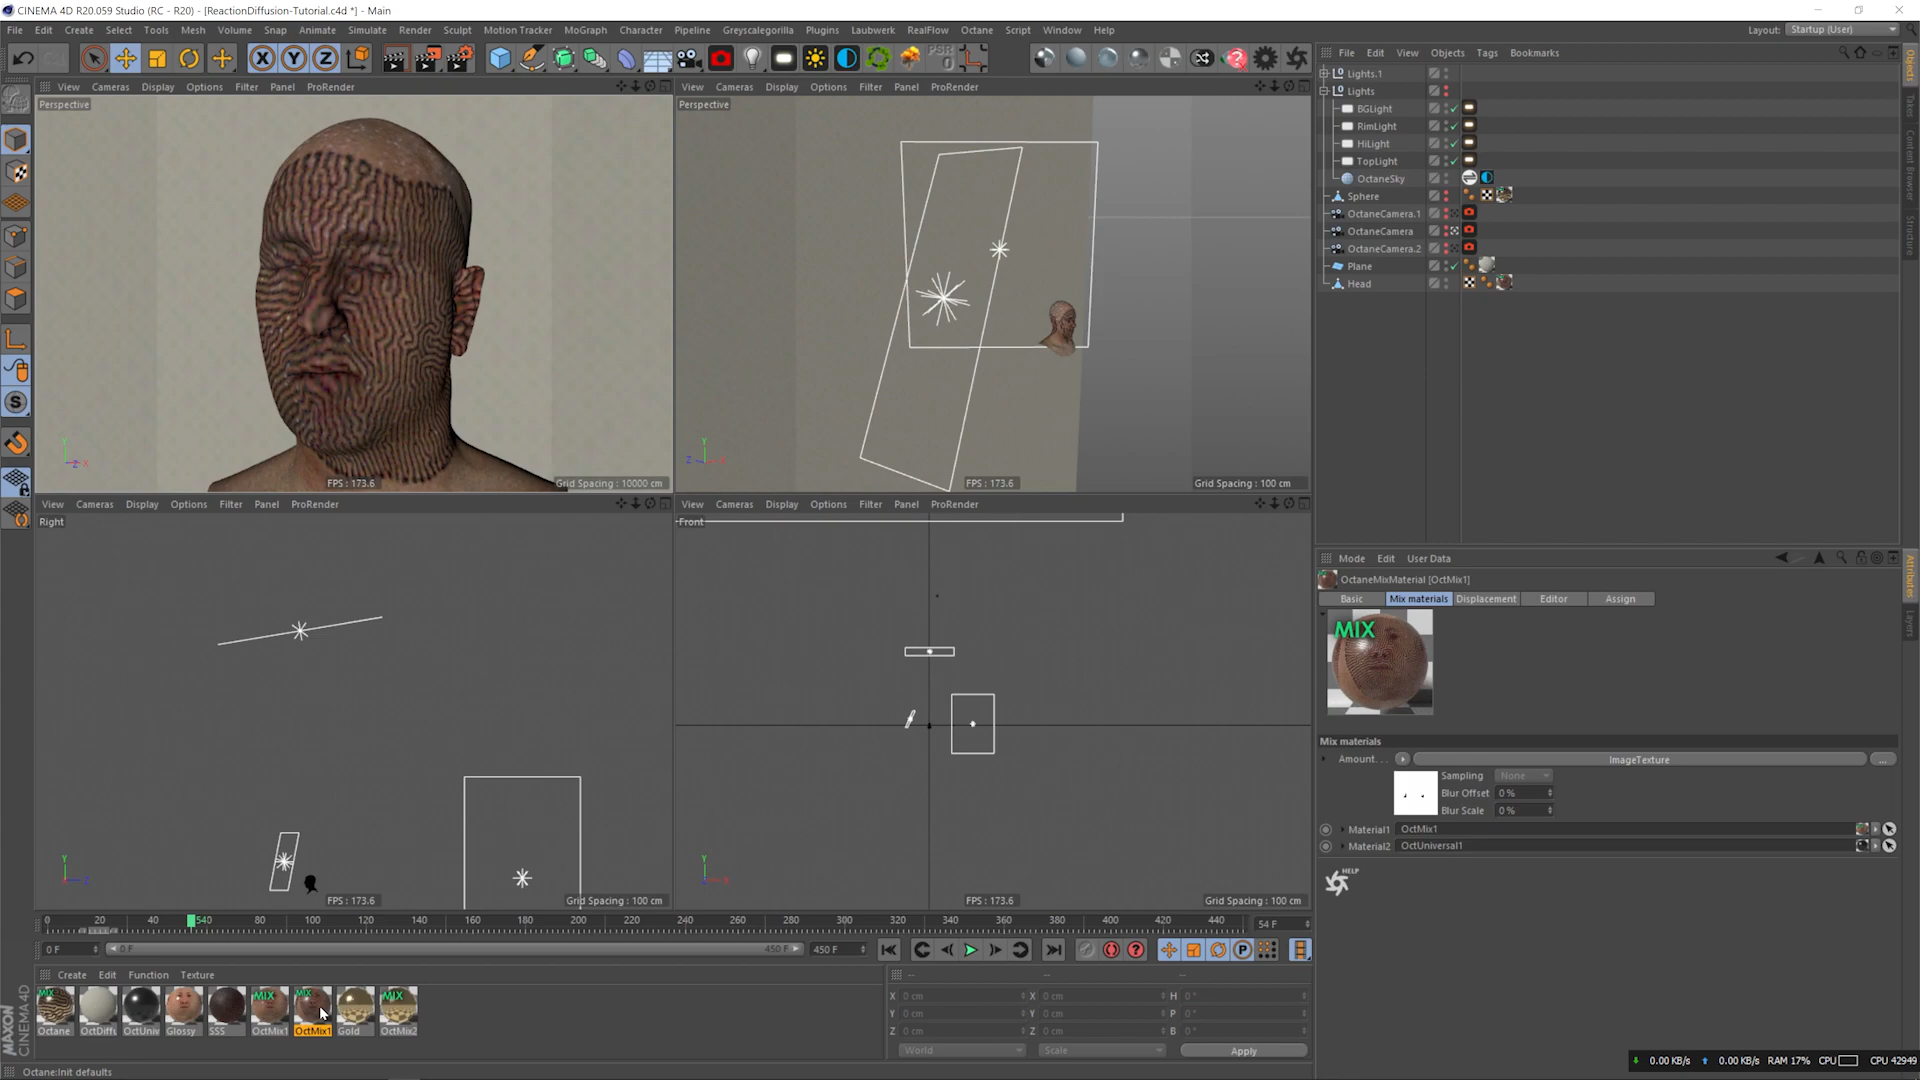 CINEMA 4D R20.059 Studio (RC - R20) - [ReactionDiffusion-Tutorial.c4d *] - Main
File Edit Create Select Tools Mesh Volume Snap Animate Simulate Render Sculpt Motion Tracker MoGraph Character Pipeline Greyscalegorilla Plugins Laubwerk RealFlow Octane Script Window Help
Layout: Startup (User)
X Y Z
PSR
0
File Edit View Objects Tags Bookmarks
View Cameras Display Options Filter Panel ProRender
View Cameras Display Options Filter Panel ProRender
Perspective
Perspective
FPS : 173.6
Grid Spacing : 10000 cm
FPS : 173.6
Grid Spacing : 100 cm
Lights.1
Lights
BGLight
RimLight
HiLight
TopLight
OctaneSky
Sphere
OctaneCamera.1
OctaneCamera
OctaneCamera.2
Plane
Head
Objects
Takes
Content Browser
Structure
View Cameras Display Options Filter Panel ProRender
View Cameras Display Options Filter Panel ProRender
Right
Front
FPS : 173.6
Grid Spacing : 100 cm
FPS : 173.6
Grid Spacing : 100 cm
Mode Edit User Data
OctaneMixMaterial [OctMix1]
Basic Mix materials Displacement Editor Assign
MIX
Mix materials
Amount. . . ImageTexture ...
Sampling None
Blur Offset 0 %
Blur Scale 0 %
Material1 OctMix1
Material2 OctUniversal1
HELP
Attributes
Layers
0 20 40 540 80 100 120 140 160 180 200 220 240 260 280 300 320 340 360 380 400 420 440 54 F
0 F 0 F 450 F 450 F
Create Edit Function Texture
MIX MIX MIX MIX
Octane OctDiffu OctUniv Glossy SSS OctMix1 OctMix1 Gold OctMix2
-- -- --
X 0 cm X 0 cm H 0 °
Y 0 cm Y 0 cm P 0 °
Z 0 cm Z 0 cm B 0 °
World Scale Apply
MAXON
CINEMA 4D
Octane:Init defaults
0.00 KB/s 0.00 KB/s RAM 17% CPU CPU 42949